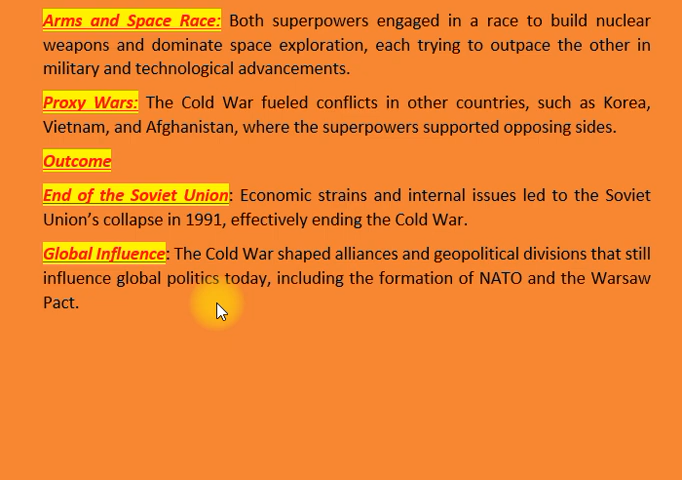 Arms and Space Race: Both superpowers engaged in a race to build nuclear
weapons and dominate space exploration, each trying to outpace the other in
military and technological advancements.
Proxy Wars: The Cold War fueled conflicts in other countries, such as Korea,
Vietnam, and Afghanistan, where the superpowers supported opposing sides.
Outcome
End of the Soviet Union: Economic strains and internal issues led to the Soviet
Union’s collapse in 1991, effectively ending the Cold War.
Global Influence: The Cold War shaped alliances and geopolitical divisions that still
influence global politics today, including the formation of NATO and the Warsaw
Pact.